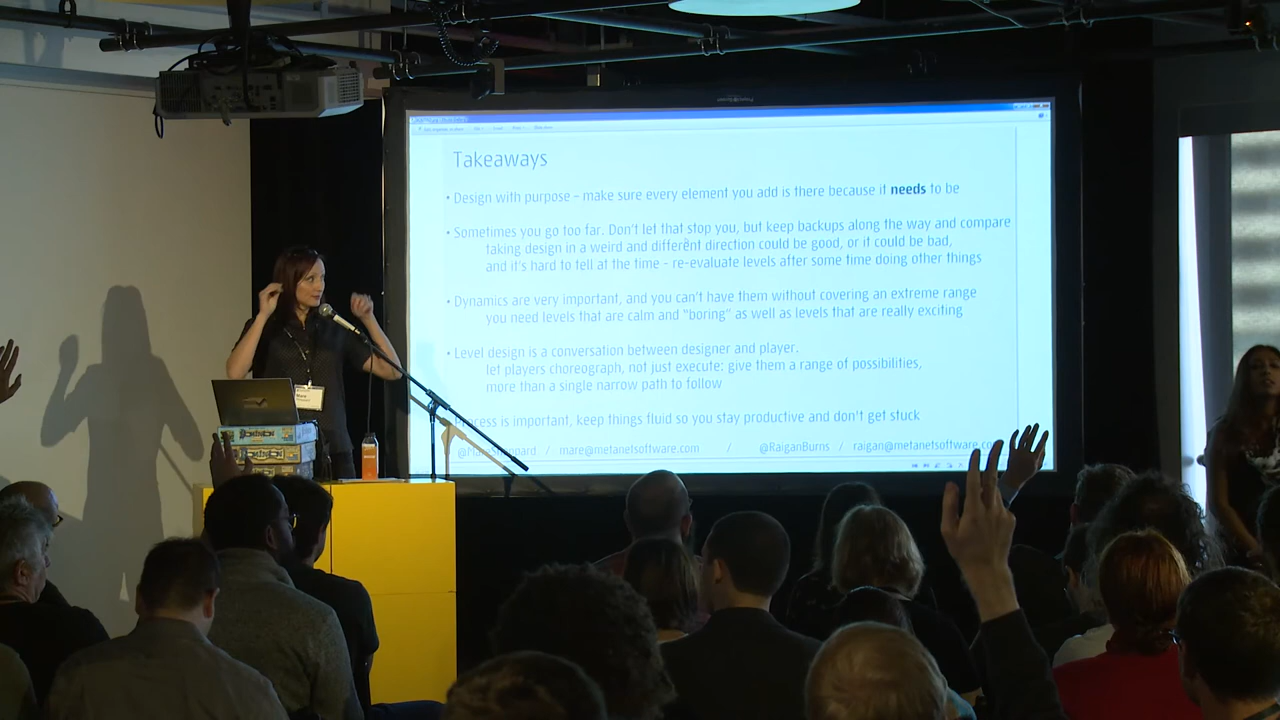 Takeaways
• Design with purpose – make sure every element you add is there because it needs to be
• Sometimes you go too far. Don't let that stop you, but keep backups along the way and compare
taking design in a weird and different direction could be good, or it could be bad,
and it's hard to tell at the time – re-evaluate levels after some time doing other things
• Dynamics are very important, and you can't have them without covering an extreme range
you need levels that are calm and "boring" as well as levels that are really exciting
• Level design is a conversation between designer and player.
let players choreograph, not just execute: give them a range of possibilities,
more than a single narrow path to follow
Process is important, keep things fluid so you stay productive and don't get stuck
@MareSheppard / mare@metanetsoftware.com / @RaiganBurns / raigan@metanetsoftware.com
Mare
DOMINION
DOMINION